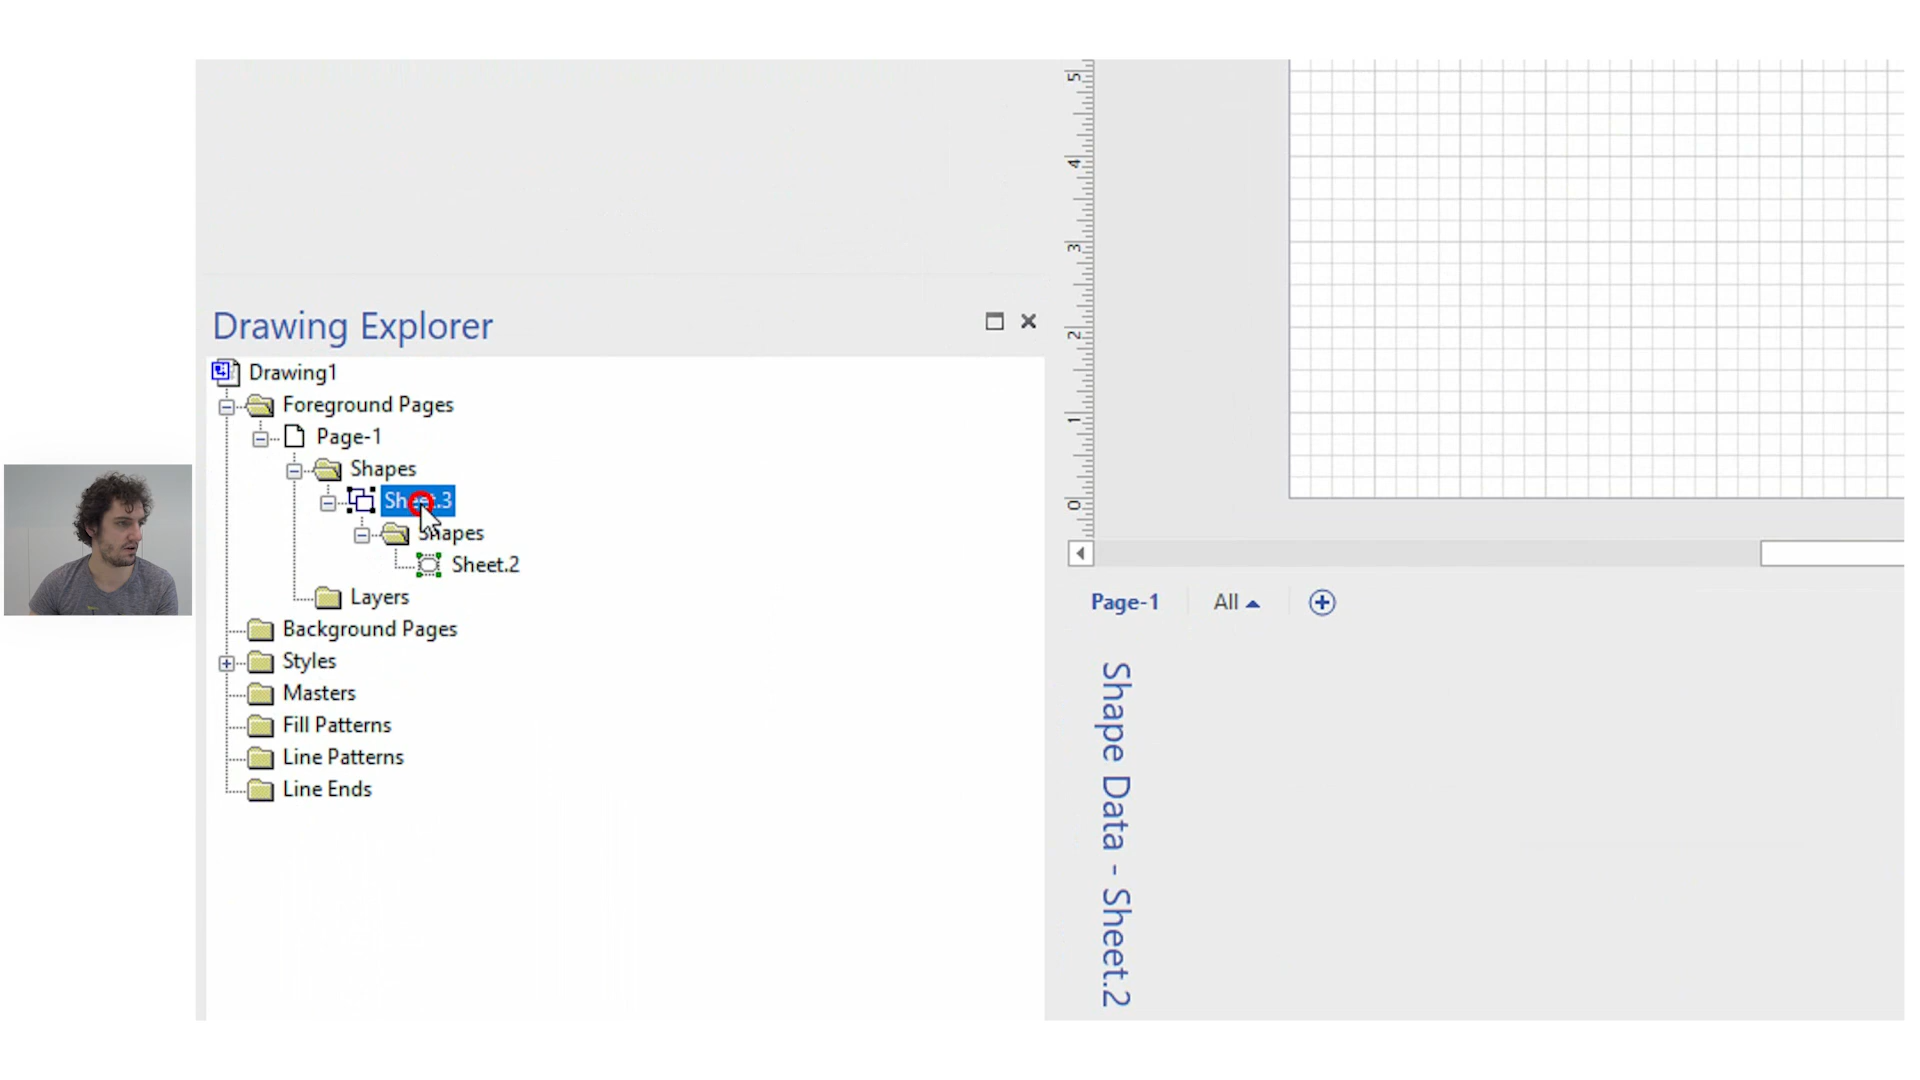 Drawing Explorer
Drawing1
Foreground Pages
Page-1
Shapes
Sheet.3
Shapes
Sheet.2
Layers
Background Pages
Styles
Masters
Fill Patterns
Line Patterns
Line Ends
5
4
3
2
1
0
Page-1 All
Shape Data - Sheet.2